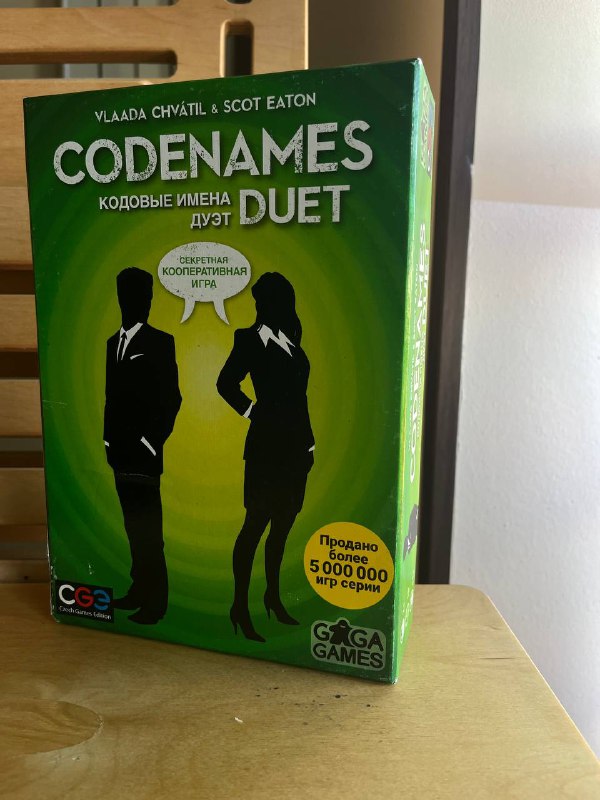 VLAADA CHVÁTIL & SCOT EATON
CODENAMES
КОДОВЫЕ ИМЕНА
ДУЭТ
DUET
СЕКРЕТНАЯ
КООПЕРАТИВНАЯ
ИГРА
Продано
более
5 000 000
игр серии
CGE
Czech Games Edition
GAGA
GAMES
CODENAMES